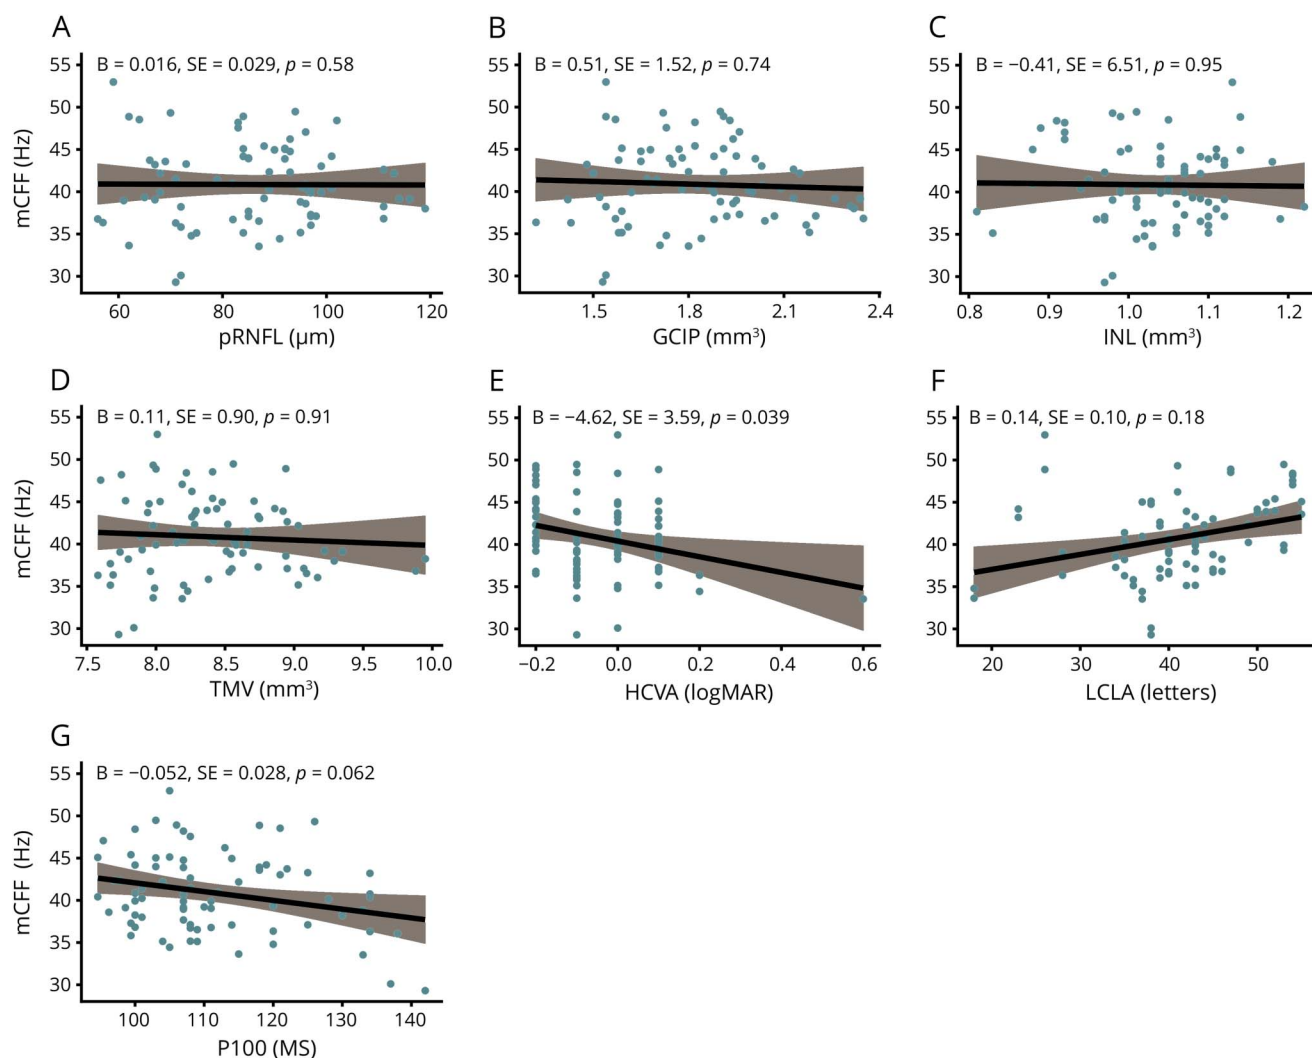 A
B = 0.016, SE = 0.029, p = 0.58
55
50
45
40
35
30
mCFF (Hz)
60 80 100 120
pRNFL (μm)
B
B = 0.51, SE = 1.52, p = 0.74
55
50
45
40
35
30
1.5 1.8 2.1 2.4
GCIP (mm³)
C
B = −0.41, SE = 6.51, p = 0.95
55
50
45
40
35
30
0.8 0.9 1.0 1.1 1.2
INL (mm³)
D
B = 0.11, SE = 0.90, p = 0.91
55
50
45
40
35
30
mCFF (Hz)
7.5 8.0 8.5 9.0 9.5 10.0
TMV (mm³)
E
B = −4.62, SE = 3.59, p = 0.039
55
50
45
40
35
30
−0.2 0.0 0.2 0.4 0.6
HCVA (logMAR)
F
B = 0.14, SE = 0.10, p = 0.18
55
50
45
40
35
30
20 30 40 50
LCLA (letters)
G
B = −0.052, SE = 0.028, p = 0.062
55
50
45
40
35
30
mCFF (Hz)
100 110 120 130 140
P100 (MS)